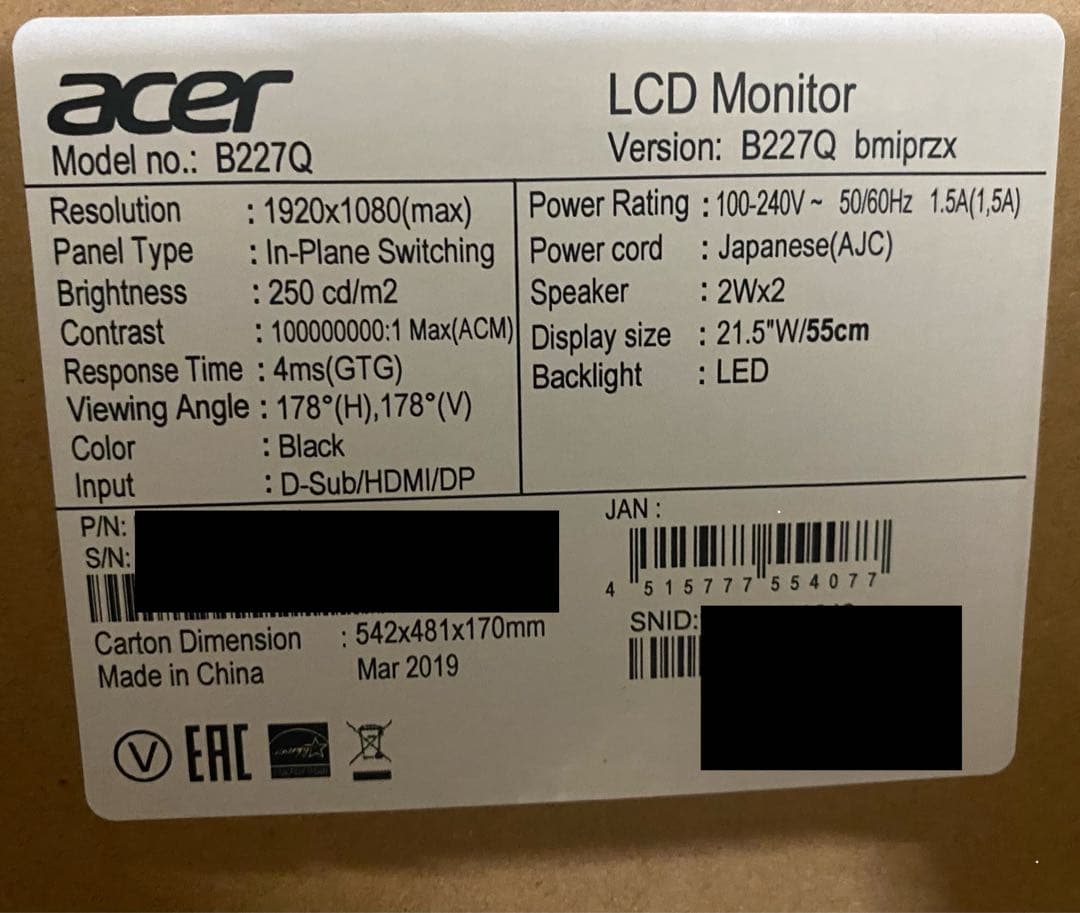 acer
Model no.: B227Q
LCD Monitor
Version: B227Q bmiprzx
Resolution : 1920x1080(max)
Panel Type : In-Plane Switching
Brightness : 250 cd/m2
Contrast : 100000000:1 Max(ACM)
Response Time : 4ms(GTG)
Viewing Angle : 178°(H),178°(V)
Color : Black
Input : D-Sub/HDMI/DP
Power Rating : 100-240V~ 50/60Hz 1.5A(1,5A)
Power cord : Japanese(AJC)
Speaker : 2Wx2
Display size : 21.5"W/55cm
Backlight : LED
P/N:
S/N:
Carton Dimension : 542x481x170mm
Made in China Mar 2019
JAN :
4 515777 554077
SNID:
V
EAC
energy